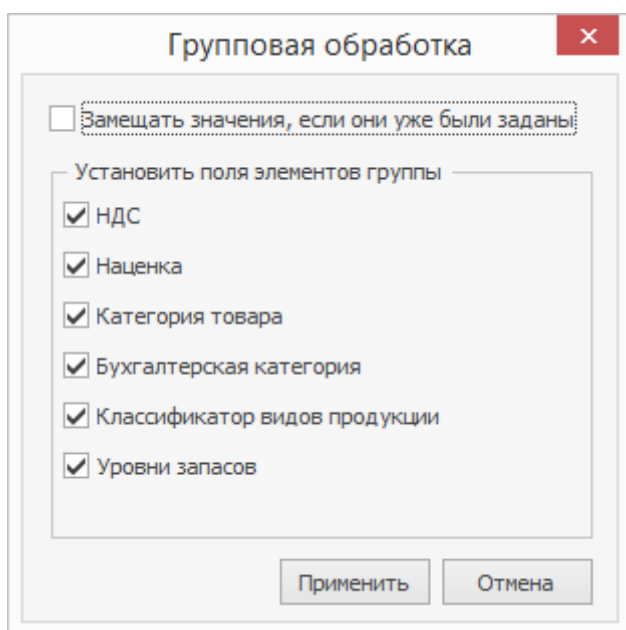 Групповая обработка
Замещать значения, если они уже были заданы
Установить поля элементов группы
НДС
Наценка
Категория товара
Бухгалтерская категория
Классификатор видов продукции
Уровни запасов
Применить Отмена